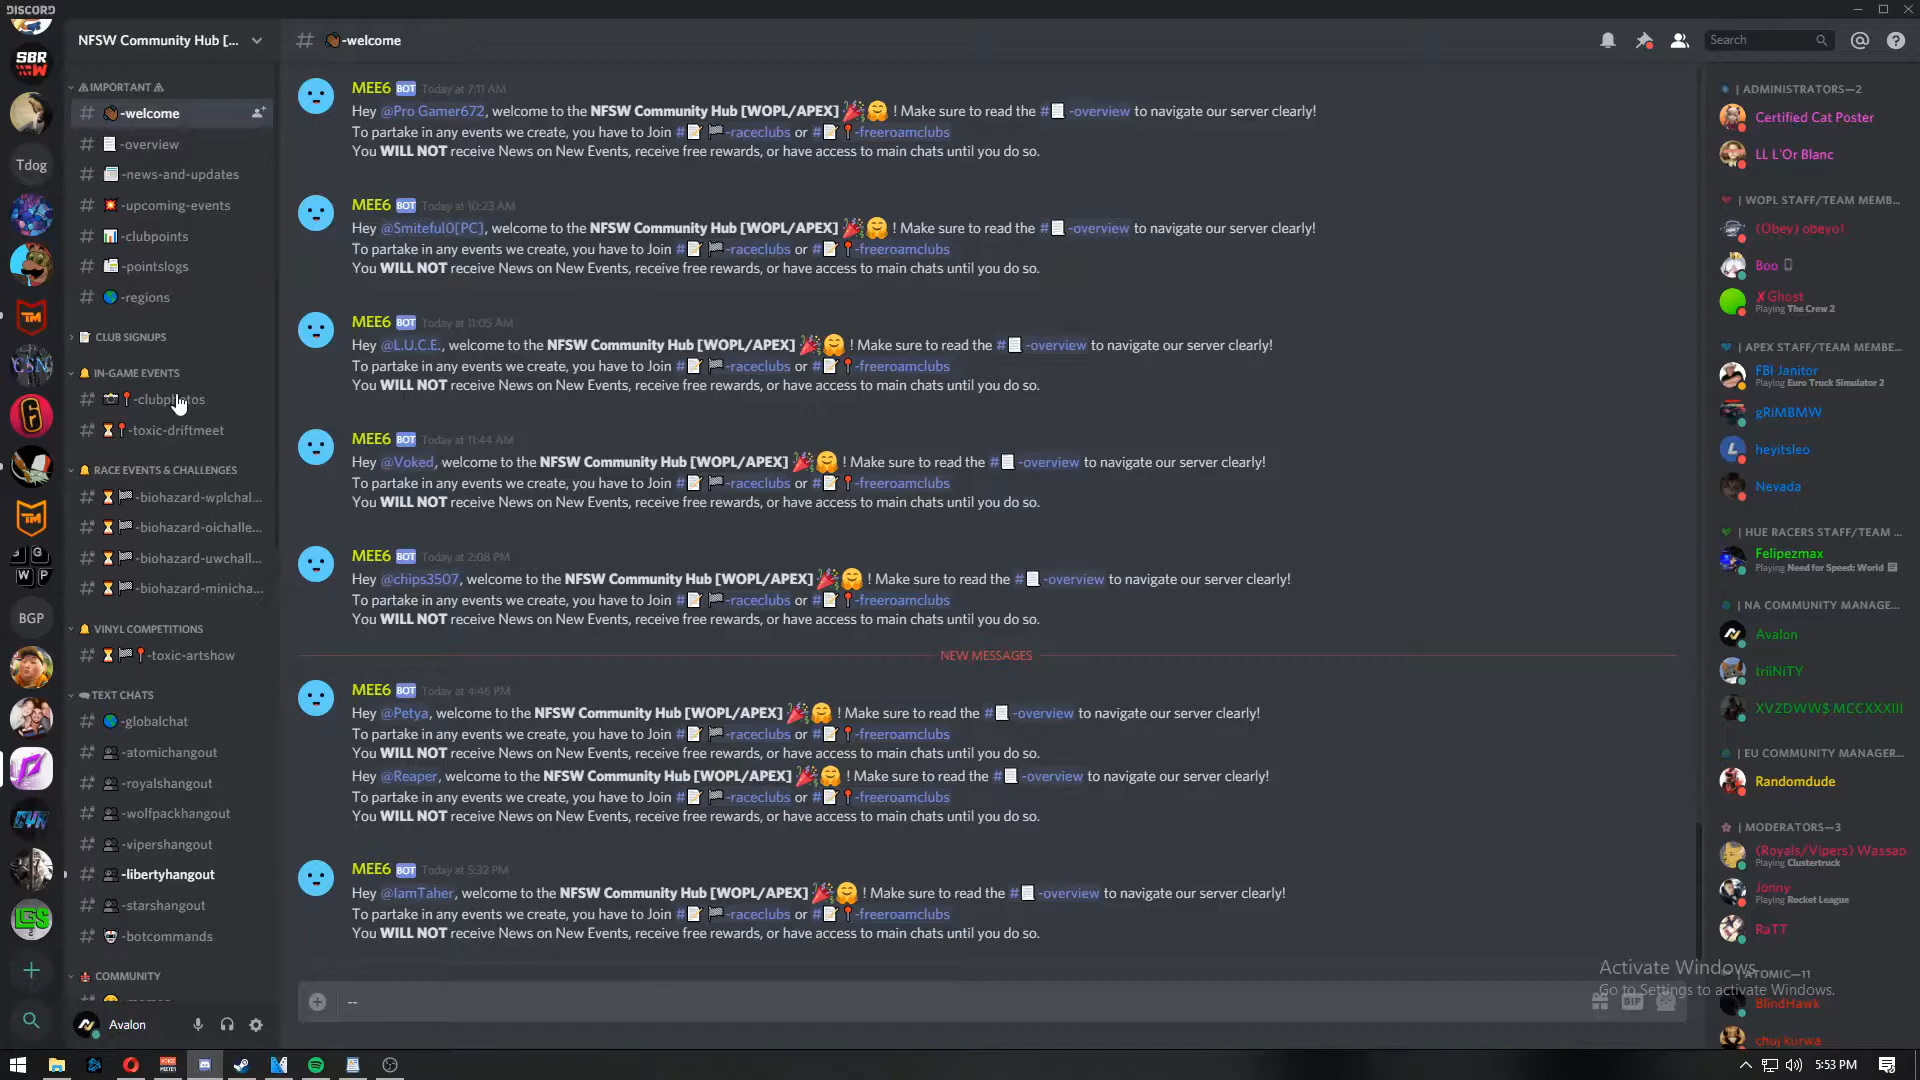 DISCORD
NFSW Community Hub [...
IMPORTANT
-welcome
-overview
-news-and-updates
-upcoming-events
-clubpoints
-pointslogs
-regions
CLUB SIGNUPS
IN-GAME EVENTS
-clubphotos
-toxic-driftmeet
RACE EVENTS & CHALLENGES
-biohazard-wplchal...
-biohazard-oichalle...
-biohazard-uwchall...
-biohazard-minicha...
VINYL COMPETITIONS
-toxic-artshow
TEXT CHATS
-globalchat
-atomichangout
-royalshangout
-wolfpackhangout
-vipershangout
-libertyhangout
-starshangout
-botcommands
COMMUNITY
Avalon
SBR
W
Tdog
TM
CSN
6
TM
G
W P
BGP
LGS
# -welcome
Search
MEE6 BOT Today at 7:11 AM
Hey @Pro Gamer672, welcome to the NFSW Community Hub [WOPL/APEX] ! Make sure to read the # -overview to navigate our server clearly!
To partake in any events we create, you have to Join # -raceclubs or # -freeroamclubs
You WILL NOT receive News on New Events, receive free rewards, or have access to main chats until you do so.
MEE6 BOT Today at 10:23 AM
Hey @Smiteful0[PC], welcome to the NFSW Community Hub [WOPL/APEX] ! Make sure to read the # -overview to navigate our server clearly!
To partake in any events we create, you have to Join # -raceclubs or # -freeroamclubs
You WILL NOT receive News on New Events, receive free rewards, or have access to main chats until you do so.
MEE6 BOT Today at 11:05 AM
Hey @L.U.C.E., welcome to the NFSW Community Hub [WOPL/APEX] ! Make sure to read the # -overview to navigate our server clearly!
To partake in any events we create, you have to Join # -raceclubs or # -freeroamclubs
You WILL NOT receive News on New Events, receive free rewards, or have access to main chats until you do so.
MEE6 BOT Today at 11:44 AM
Hey @Voked, welcome to the NFSW Community Hub [WOPL/APEX] ! Make sure to read the # -overview to navigate our server clearly!
To partake in any events we create, you have to Join # -raceclubs or # -freeroamclubs
You WILL NOT receive News on New Events, receive free rewards, or have access to main chats until you do so.
MEE6 BOT Today at 2:08 PM
Hey @chips3507, welcome to the NFSW Community Hub [WOPL/APEX] ! Make sure to read the # -overview to navigate our server clearly!
To partake in any events we create, you have to Join # -raceclubs or # -freeroamclubs
You WILL NOT receive News on New Events, receive free rewards, or have access to main chats until you do so.
NEW MESSAGES
MEE6 BOT Today at 4:46 PM
Hey @Petya, welcome to the NFSW Community Hub [WOPL/APEX] ! Make sure to read the # -overview to navigate our server clearly!
To partake in any events we create, you have to Join # -raceclubs or # -freeroamclubs
You WILL NOT receive News on New Events, receive free rewards, or have access to main chats until you do so.
Hey @Reaper, welcome to the NFSW Community Hub [WOPL/APEX] ! Make sure to read the # -overview to navigate our server clearly!
To partake in any events we create, you have to Join # -raceclubs or # -freeroamclubs
You WILL NOT receive News on New Events, receive free rewards, or have access to main chats until you do so.
MEE6 BOT Today at 5:32 PM
Hey @IamTaher, welcome to the NFSW Community Hub [WOPL/APEX] ! Make sure to read the # -overview to navigate our server clearly!
To partake in any events we create, you have to Join # -raceclubs or # -freeroamclubs
You WILL NOT receive News on New Events, receive free rewards, or have access to main chats until you do so.
--
GIF
| ADMINISTRATORS—2
Certified Cat Poster
LL L'Or Blanc
| WOPL STAFF/TEAM MEMB...
(Obey) obeyo!
Boo
✗Ghost
Playing The Crew 2
| APEX STAFF/TEAM MEMBE...
FBI Janitor
Playing Euro Truck Simulator 2
gRiMBMW
heyitsleo
Nevada
| HUE RACERS STAFF/TEAM ...
Felipezmax
Playing Need for Speed: World
| NA COMMUNITY MANAGE...
Avalon
triiNITY
XVZDWW$ MCCXXXIII
| EU COMMUNITY MANAGER...
Randomdude
| MODERATORS—3
(Royals/Vipers) Wassap
Playing Clustertruck
Jonny
Playing Rocket League
RaTT
| ATOMIC—11
BlindHawk
chuj kurwa
Activate Windows
Go to Settings to activate Windows.
5:53 PM